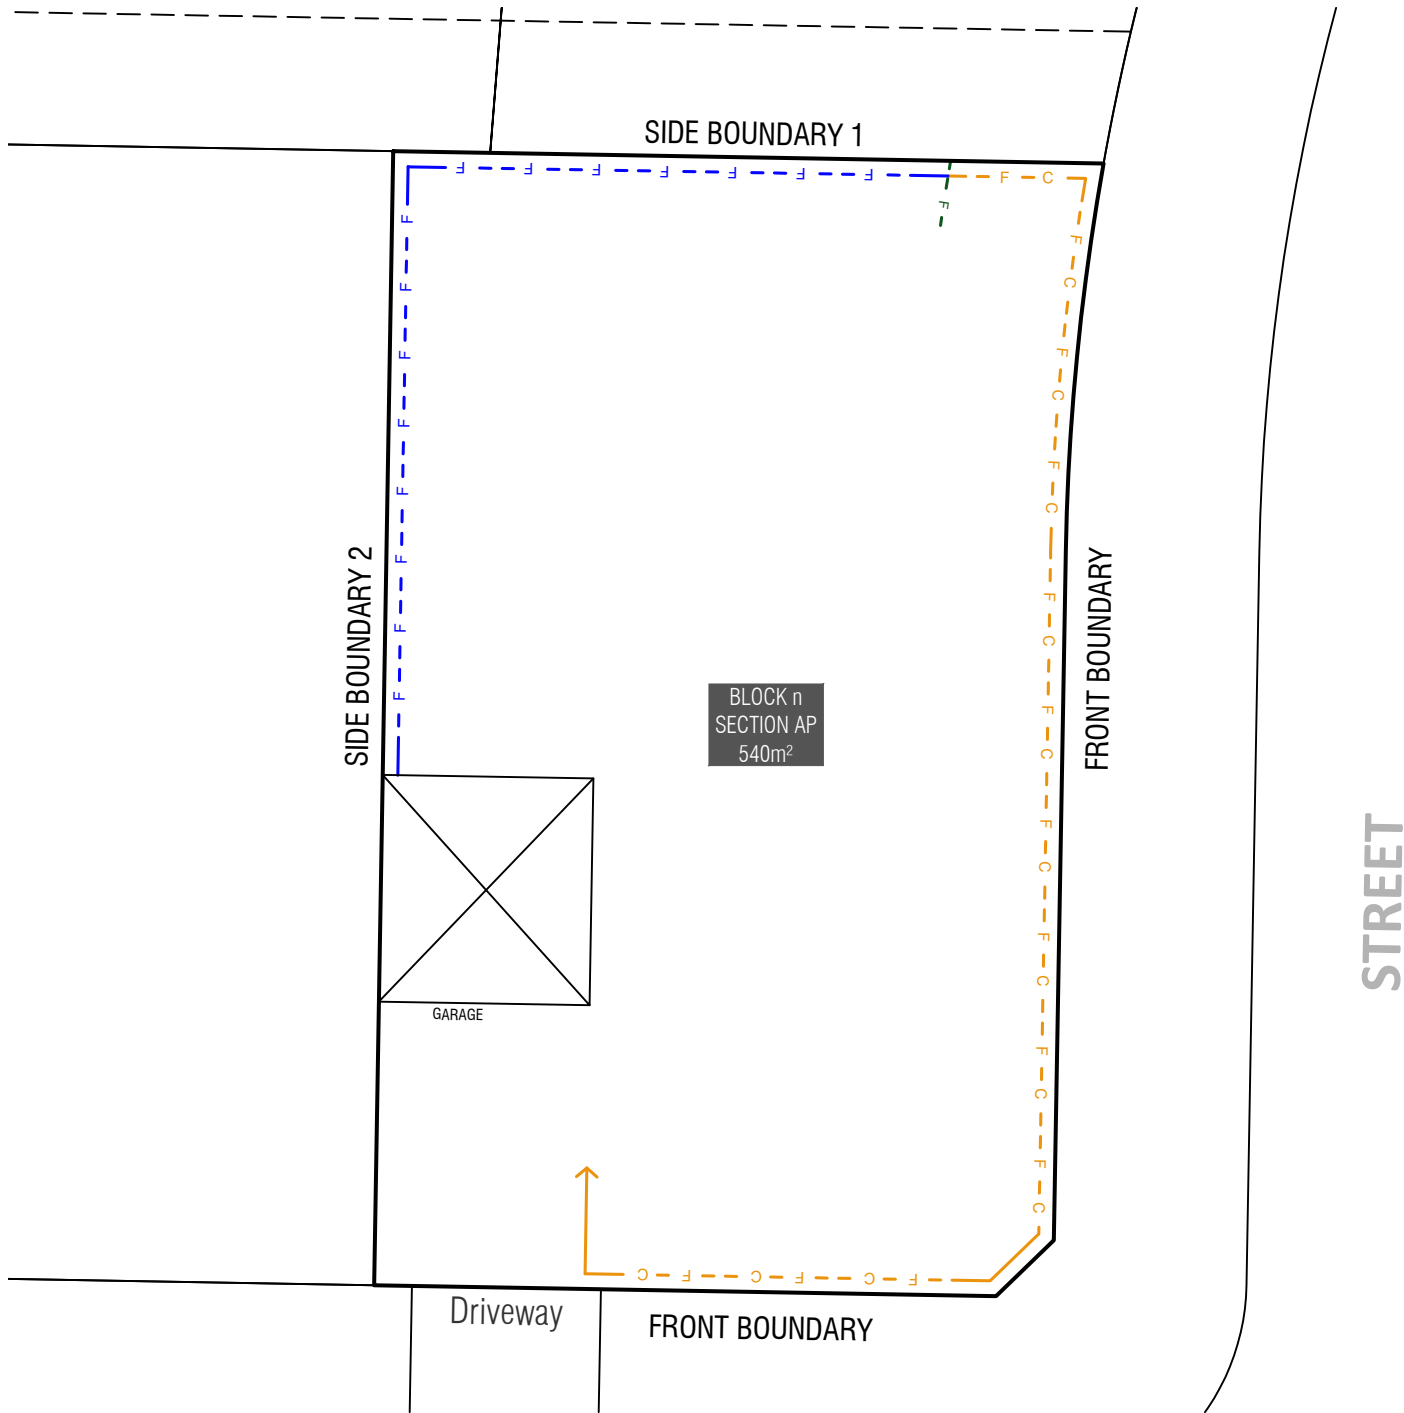 SIDE BOUNDARY 1
F F F F F F F F C
F
F F F F F F F F
F C F C F C F C F C F C F C F C F C
SIDE BOUNDARY 2
BLOCK n
SECTION AP
540m²
FRONT BOUNDARY
STREET
GARAGE
C F C F C F
Driveway
FRONT BOUNDARY